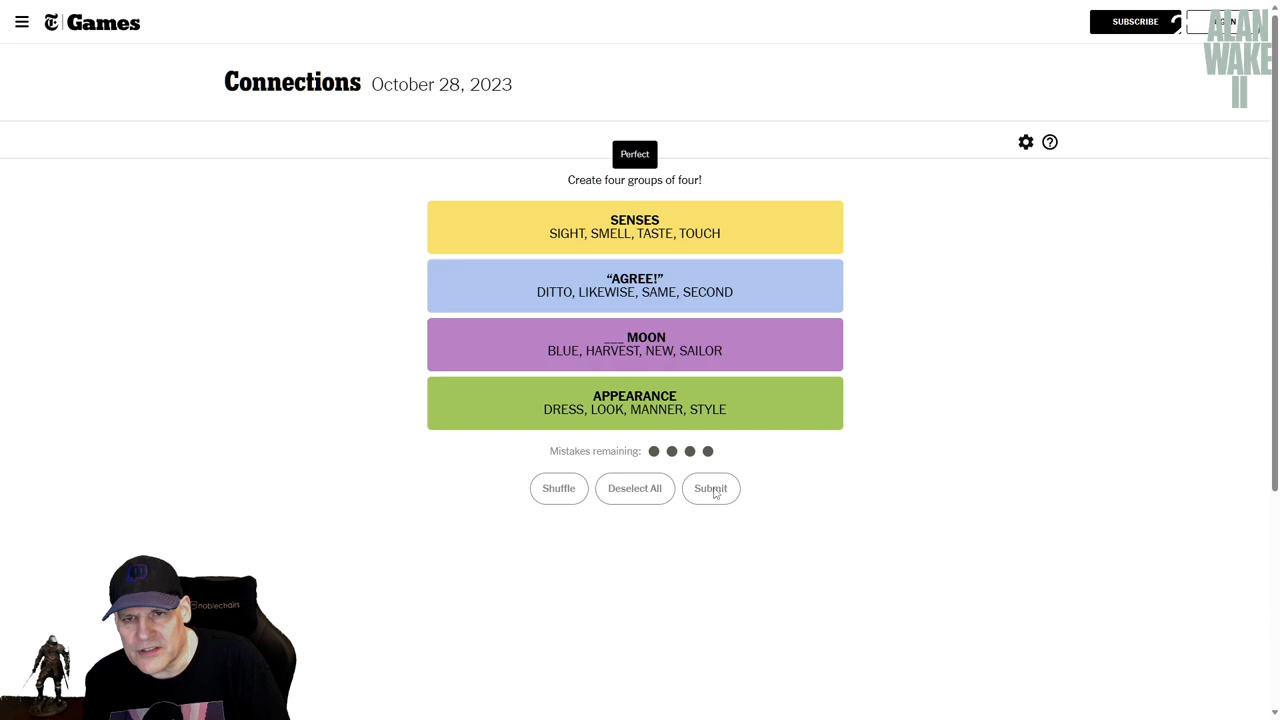 Games
SUBSCRIBE
ALAN
WAKE
II
Connections October 28, 2023
Perfect
Create four groups of four!
SENSES
SIGHT, SMELL, TASTE, TOUCH
“AGREE!”
DITTO, LIKEWISE, SAME, SECOND
___ MOON
BLUE, HARVEST, NEW, SAILOR
APPEARANCE
DRESS, LOOK, MANNER, STYLE
Mistakes remaining:
Shuffle
Deselect All
Submit
noblechairs